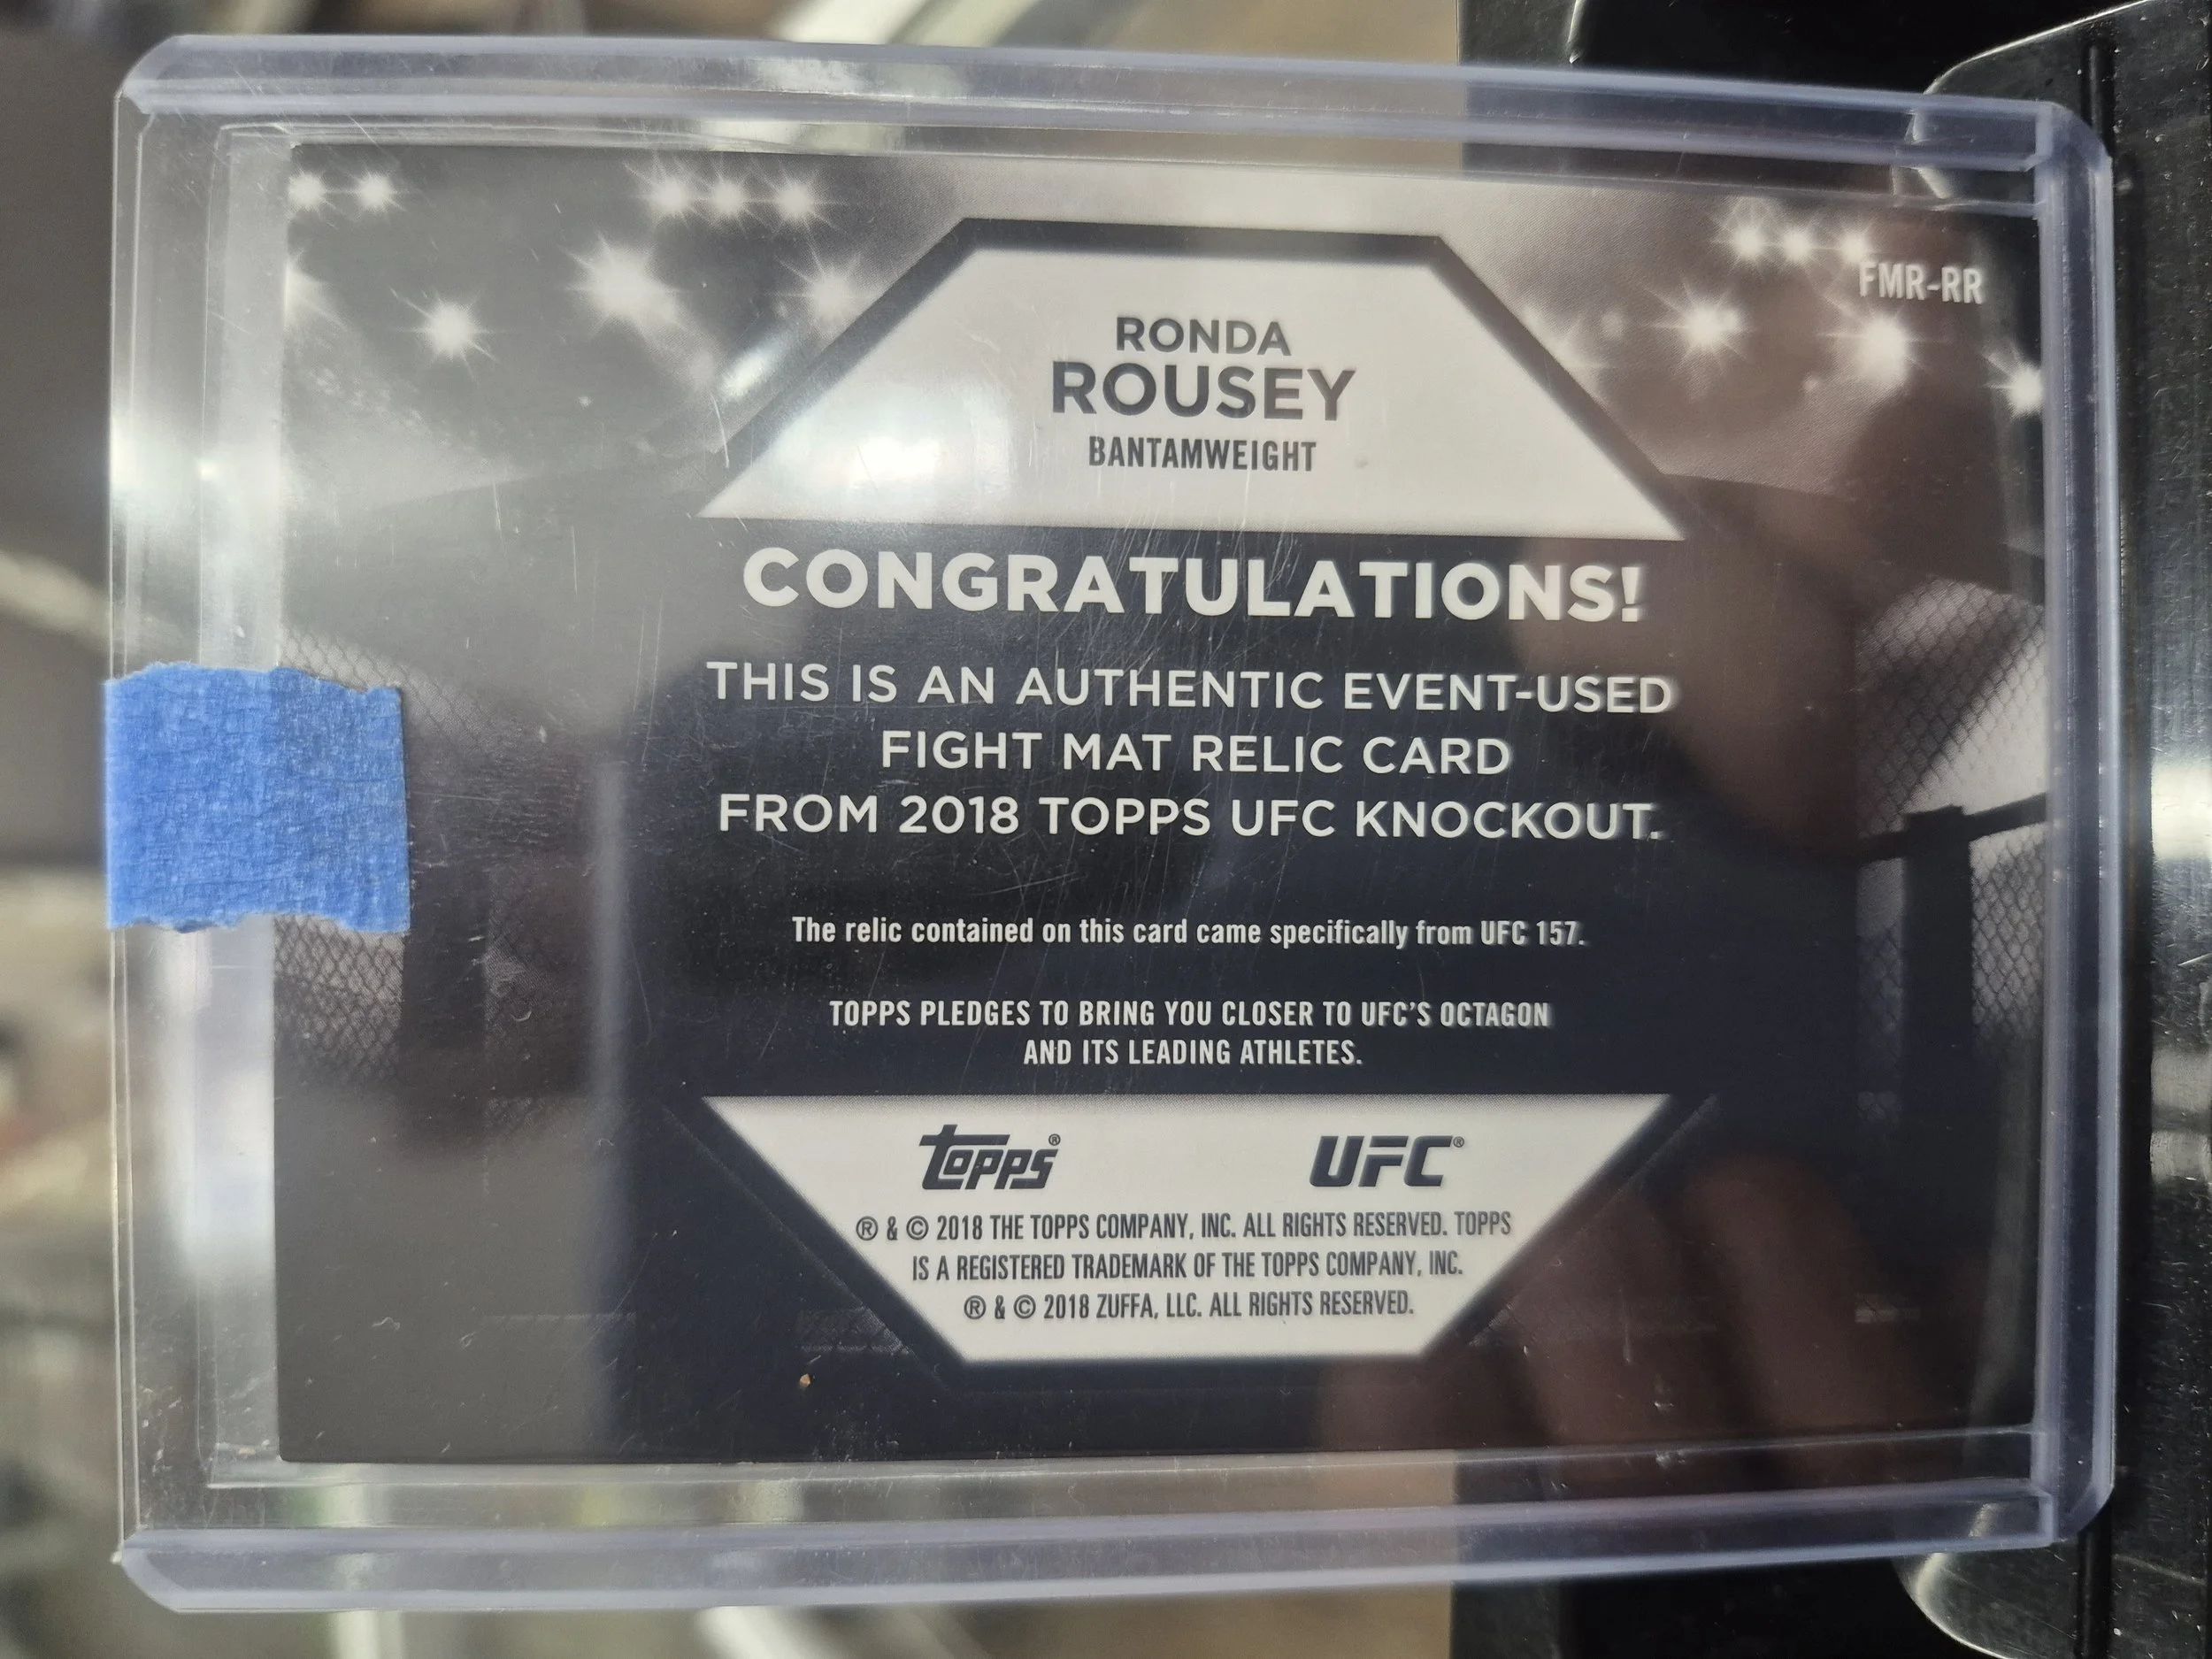 FMR-RR
RONDA
ROUSEY
BANTAMWEIGHT
CONGRATULATIONS!
THIS IS AN AUTHENTIC EVENT-USED
FIGHT MAT RELIC CARD
FROM 2018 TOPPS UFC KNOCKOUT.
The relic contained on this card came specifically from UFC 157.
TOPPS PLEDGES TO BRING YOU CLOSER TO UFC'S OCTAGON
AND ITS LEADING ATHLETES.
Topps® UFC®
® & © 2018 THE TOPPS COMPANY, INC. ALL RIGHTS RESERVED. TOPPS
IS A REGISTERED TRADEMARK OF THE TOPPS COMPANY, INC.
® & © 2018 ZUFFA, LLC. ALL RIGHTS RESERVED.